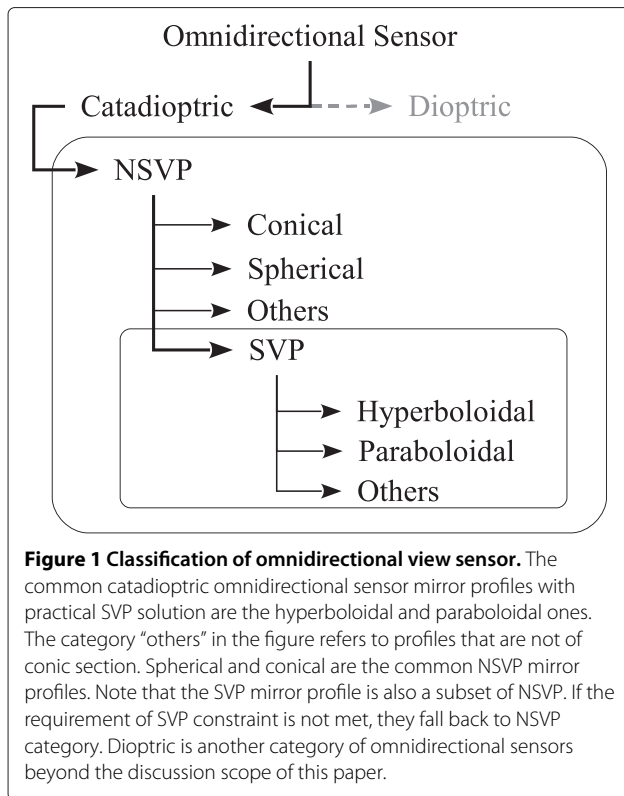 Omnidirectional Sensor
Catadioptric
Dioptric
NSVP
Conical
Spherical
Others
SVP
Hyperboloidal
Paraboloidal
Others
Figure 1 Classification of omnidirectional view sensor. The
common catadioptric omnidirectional sensor mirror profiles with
practical SVP solution are the hyperboloidal and paraboloidal ones.
The category “others” in the figure refers to profiles that are not of
conic section. Spherical and conical are the common NSVP mirror
profiles. Note that the SVP mirror profile is also a subset of NSVP. If the
requirement of SVP constraint is not met, they fall back to NSVP
category. Dioptric is another category of omnidirectional sensors
beyond the discussion scope of this paper.